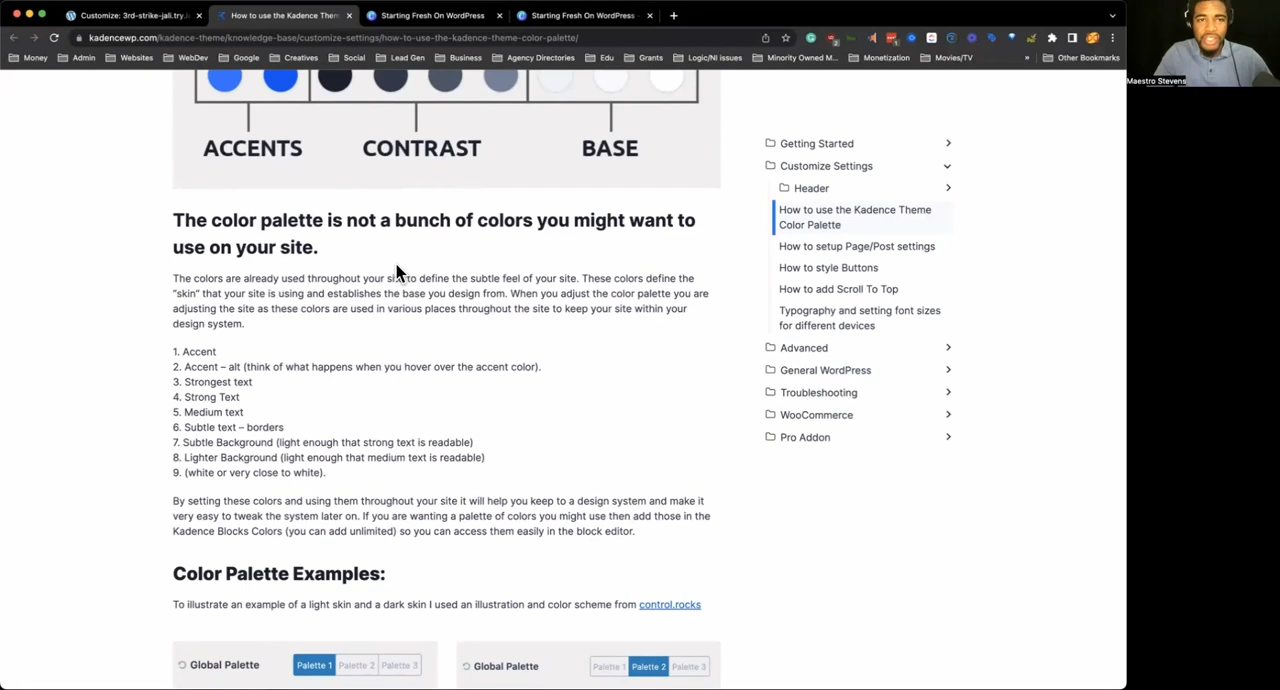 Customize: 3rd-strike-jali.try.i
How to use the Kadence Them
Starting Fresh On WordPress
Starting Fresh On WordPress
kadencewp.com/kadence-theme/knowledge-base/customize-settings/how-to-use-the-kadence-theme-color-palette/
Money
Admin
Websites
WebDev
Google
Creatives
Social
Lead Gen
Business
Agency Directories
Edu
Grants
Logic/NI issues
Minority Owned M...
Monetization
Movies/TV
»
Other Bookmarks
Maestro Stevens
ACCENTS
CONTRAST
BASE
The color palette is not a bunch of colors you might want to
use on your site.
The colors are already used throughout your site to define the subtle feel of your site. These colors define the
“skin” that your site is using and establishes the base you design from. When you adjust the color palette you are
adjusting the site as these colors are used in various places throughout the site to keep your site within your
design system.
1. Accent
2. Accent – alt (think of what happens when you hover over the accent color).
3. Strongest text
4. Strong Text
5. Medium text
6. Subtle text – borders
7. Subtle Background (light enough that strong text is readable)
8. Lighter Background (light enough that medium text is readable)
9. (white or very close to white).
By setting these colors and using them throughout your site it will help you keep to a design system and make it
very easy to tweak the system later on. If you are wanting a palette of colors you might use then add those in the
Kadence Blocks Colors (you can add unlimited) so you can access them easily in the block editor.
Color Palette Examples:
To illustrate an example of a light skin and a dark skin I used an illustration and color scheme from control.rocks
Global Palette
Palette 1
Palette 2
Palette 3
Global Palette
Palette 1
Palette 2
Palette 3
Getting Started
Customize Settings
Header
How to use the Kadence Theme
Color Palette
How to setup Page/Post settings
How to style Buttons
How to add Scroll To Top
Typography and setting font sizes
for different devices
Advanced
General WordPress
Troubleshooting
WooCommerce
Pro Addon